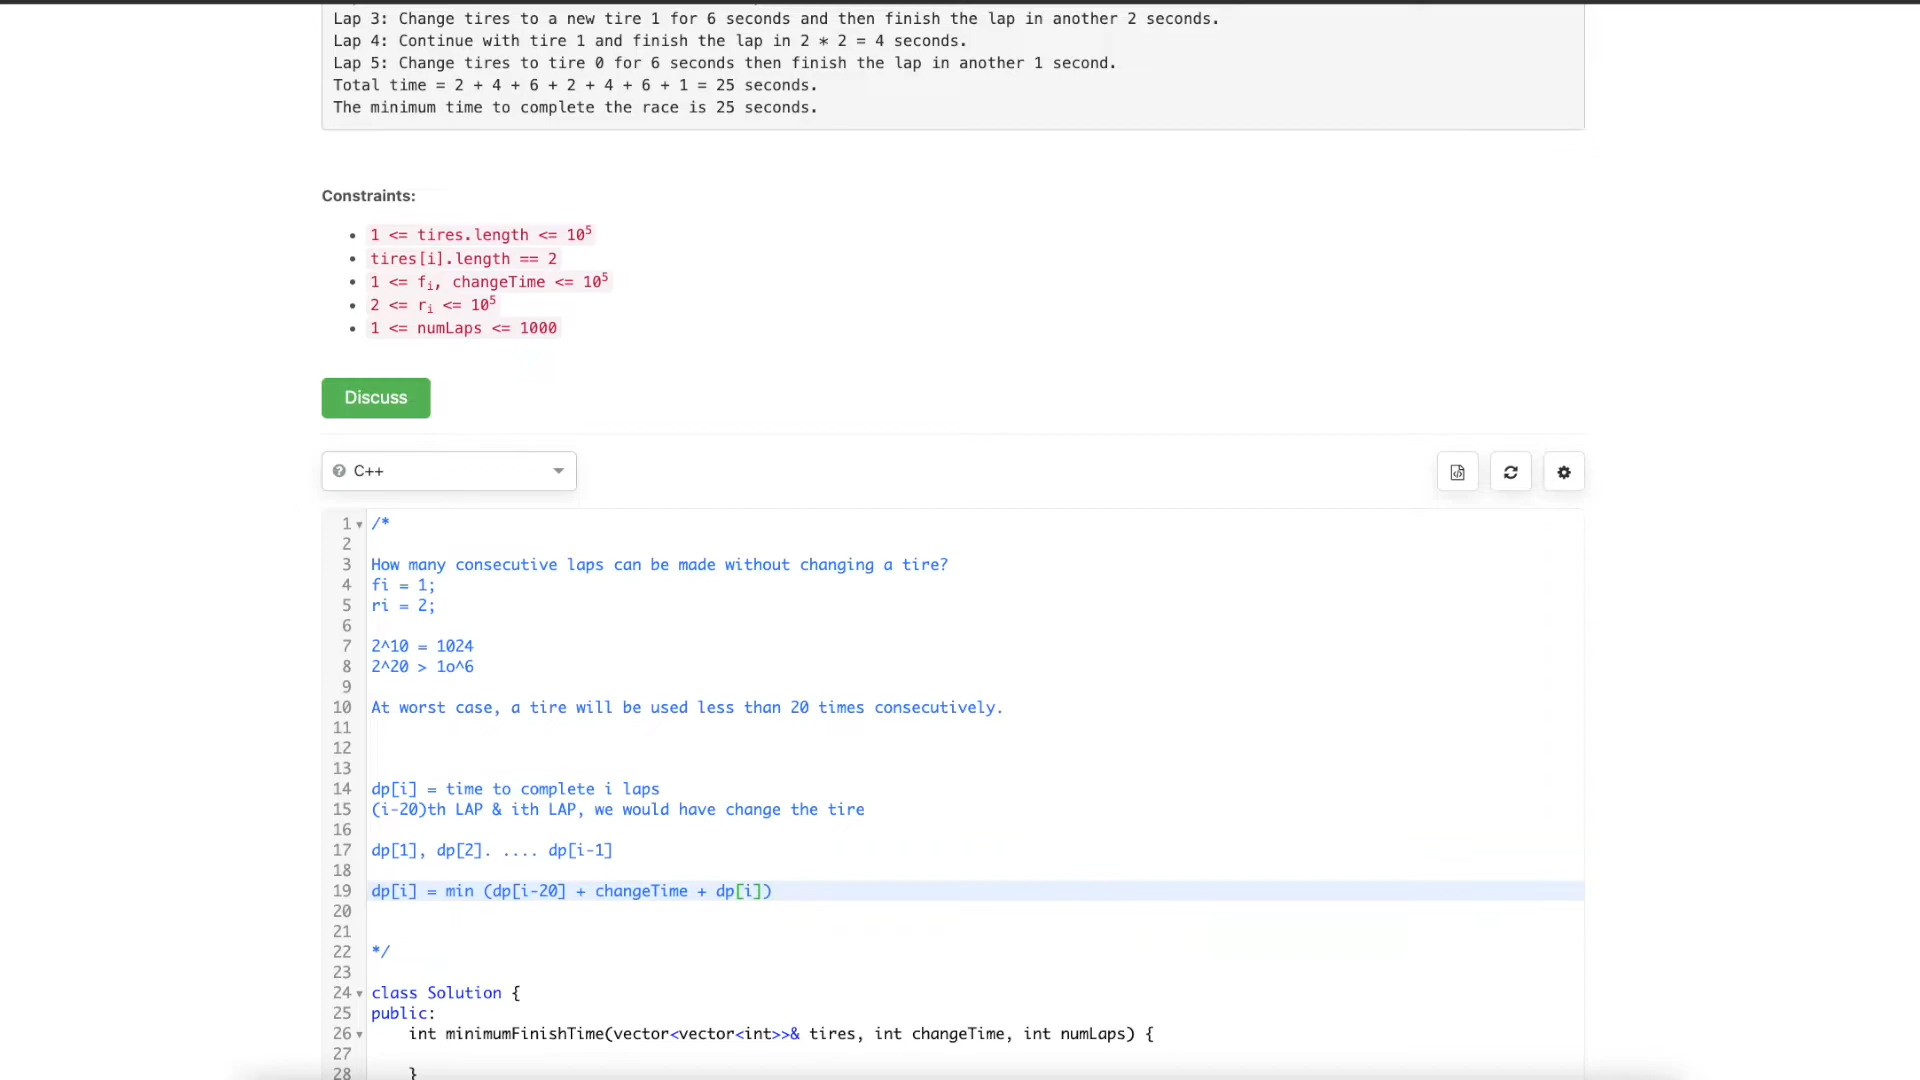 Lap 3: Change tires to a new tire 1 for 6 seconds and then finish the lap in another 2 seconds.
Lap 4: Continue with tire 1 and finish the lap in 2 * 2 = 4 seconds.
Lap 5: Change tires to tire 0 for 6 seconds then finish the lap in another 1 second.
Total time = 2 + 4 + 6 + 2 + 4 + 6 + 1 = 25 seconds.
The minimum time to complete the race is 25 seconds.
Constraints:
1 <= tires.length <= 10⁵
tires[i].length == 2
1 <= fᵢ, changeTime <= 10⁵
2 <= rᵢ <= 10⁵
1 <= numLaps <= 1000
Discuss
C++
1 /*
2
3 How many consecutive laps can be made without changing a tire?
4 fi = 1;
5 ri = 2;
6
7 2^10 = 1024
8 2^20 > 1o^6
9
10 At worst case, a tire will be used less than 20 times consecutively.
11
12
13
14 dp[i] = time to complete i laps
15 (i-20)th LAP & ith LAP, we would have change the tire
16
17 dp[1], dp[2]. .... dp[i-1]
18
19 dp[i] = min (dp[i-20] + changeTime + dp[i])
20
21
22 */
23
24 class Solution {
25 public:
26 int minimumFinishTime(vector<vector<int>>& tires, int changeTime, int numLaps) {
27
28 }